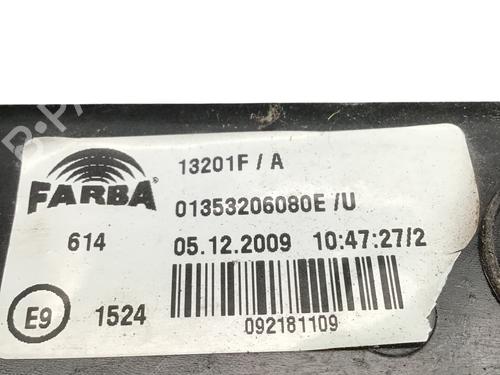 13201F / A
FARBA®
01353206080E /U
614 05.12.2009 10:47:27/2
E9 1524
092181109